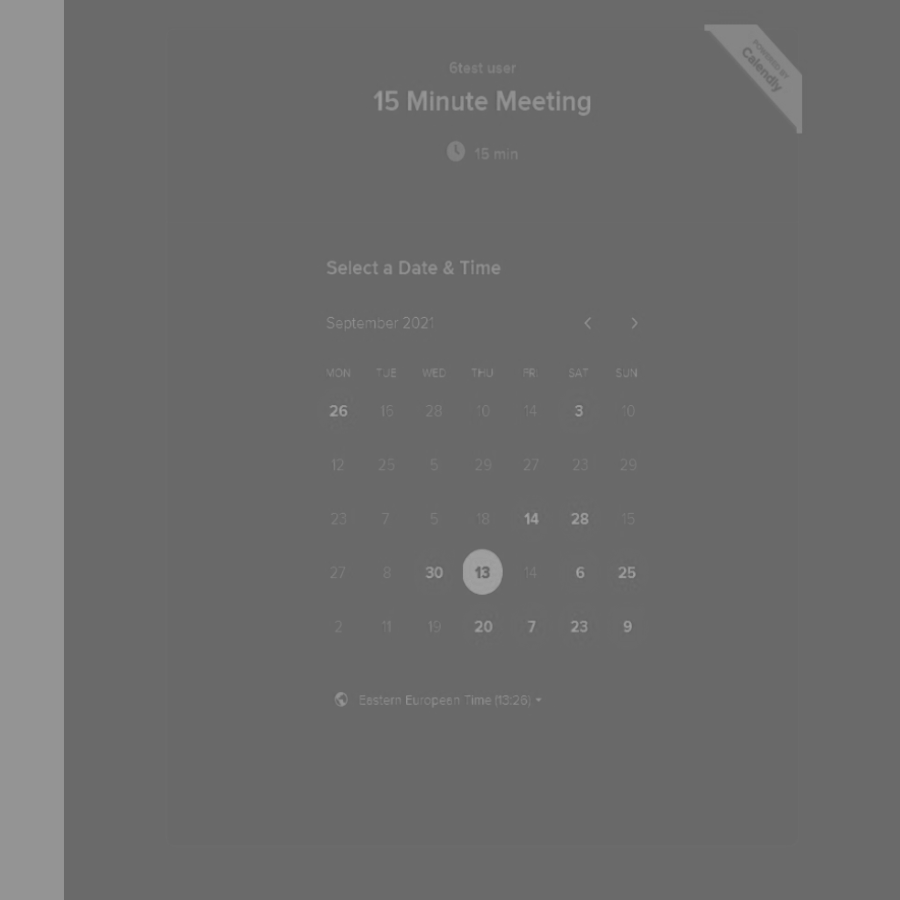 POWERED BY
Calendly
6test user
15 Minute Meeting
15 min
Select a Date & Time
September 2021
MON TUE WED THU FRI SAT SUN
26 15 28 10 14 3 10
12 25 5 29 27 23 29
23 7 5 18 14 28 15
27 8 30 13 14 6 25
2 11 19 20 7 23 9
Eastern European Time (13:26)